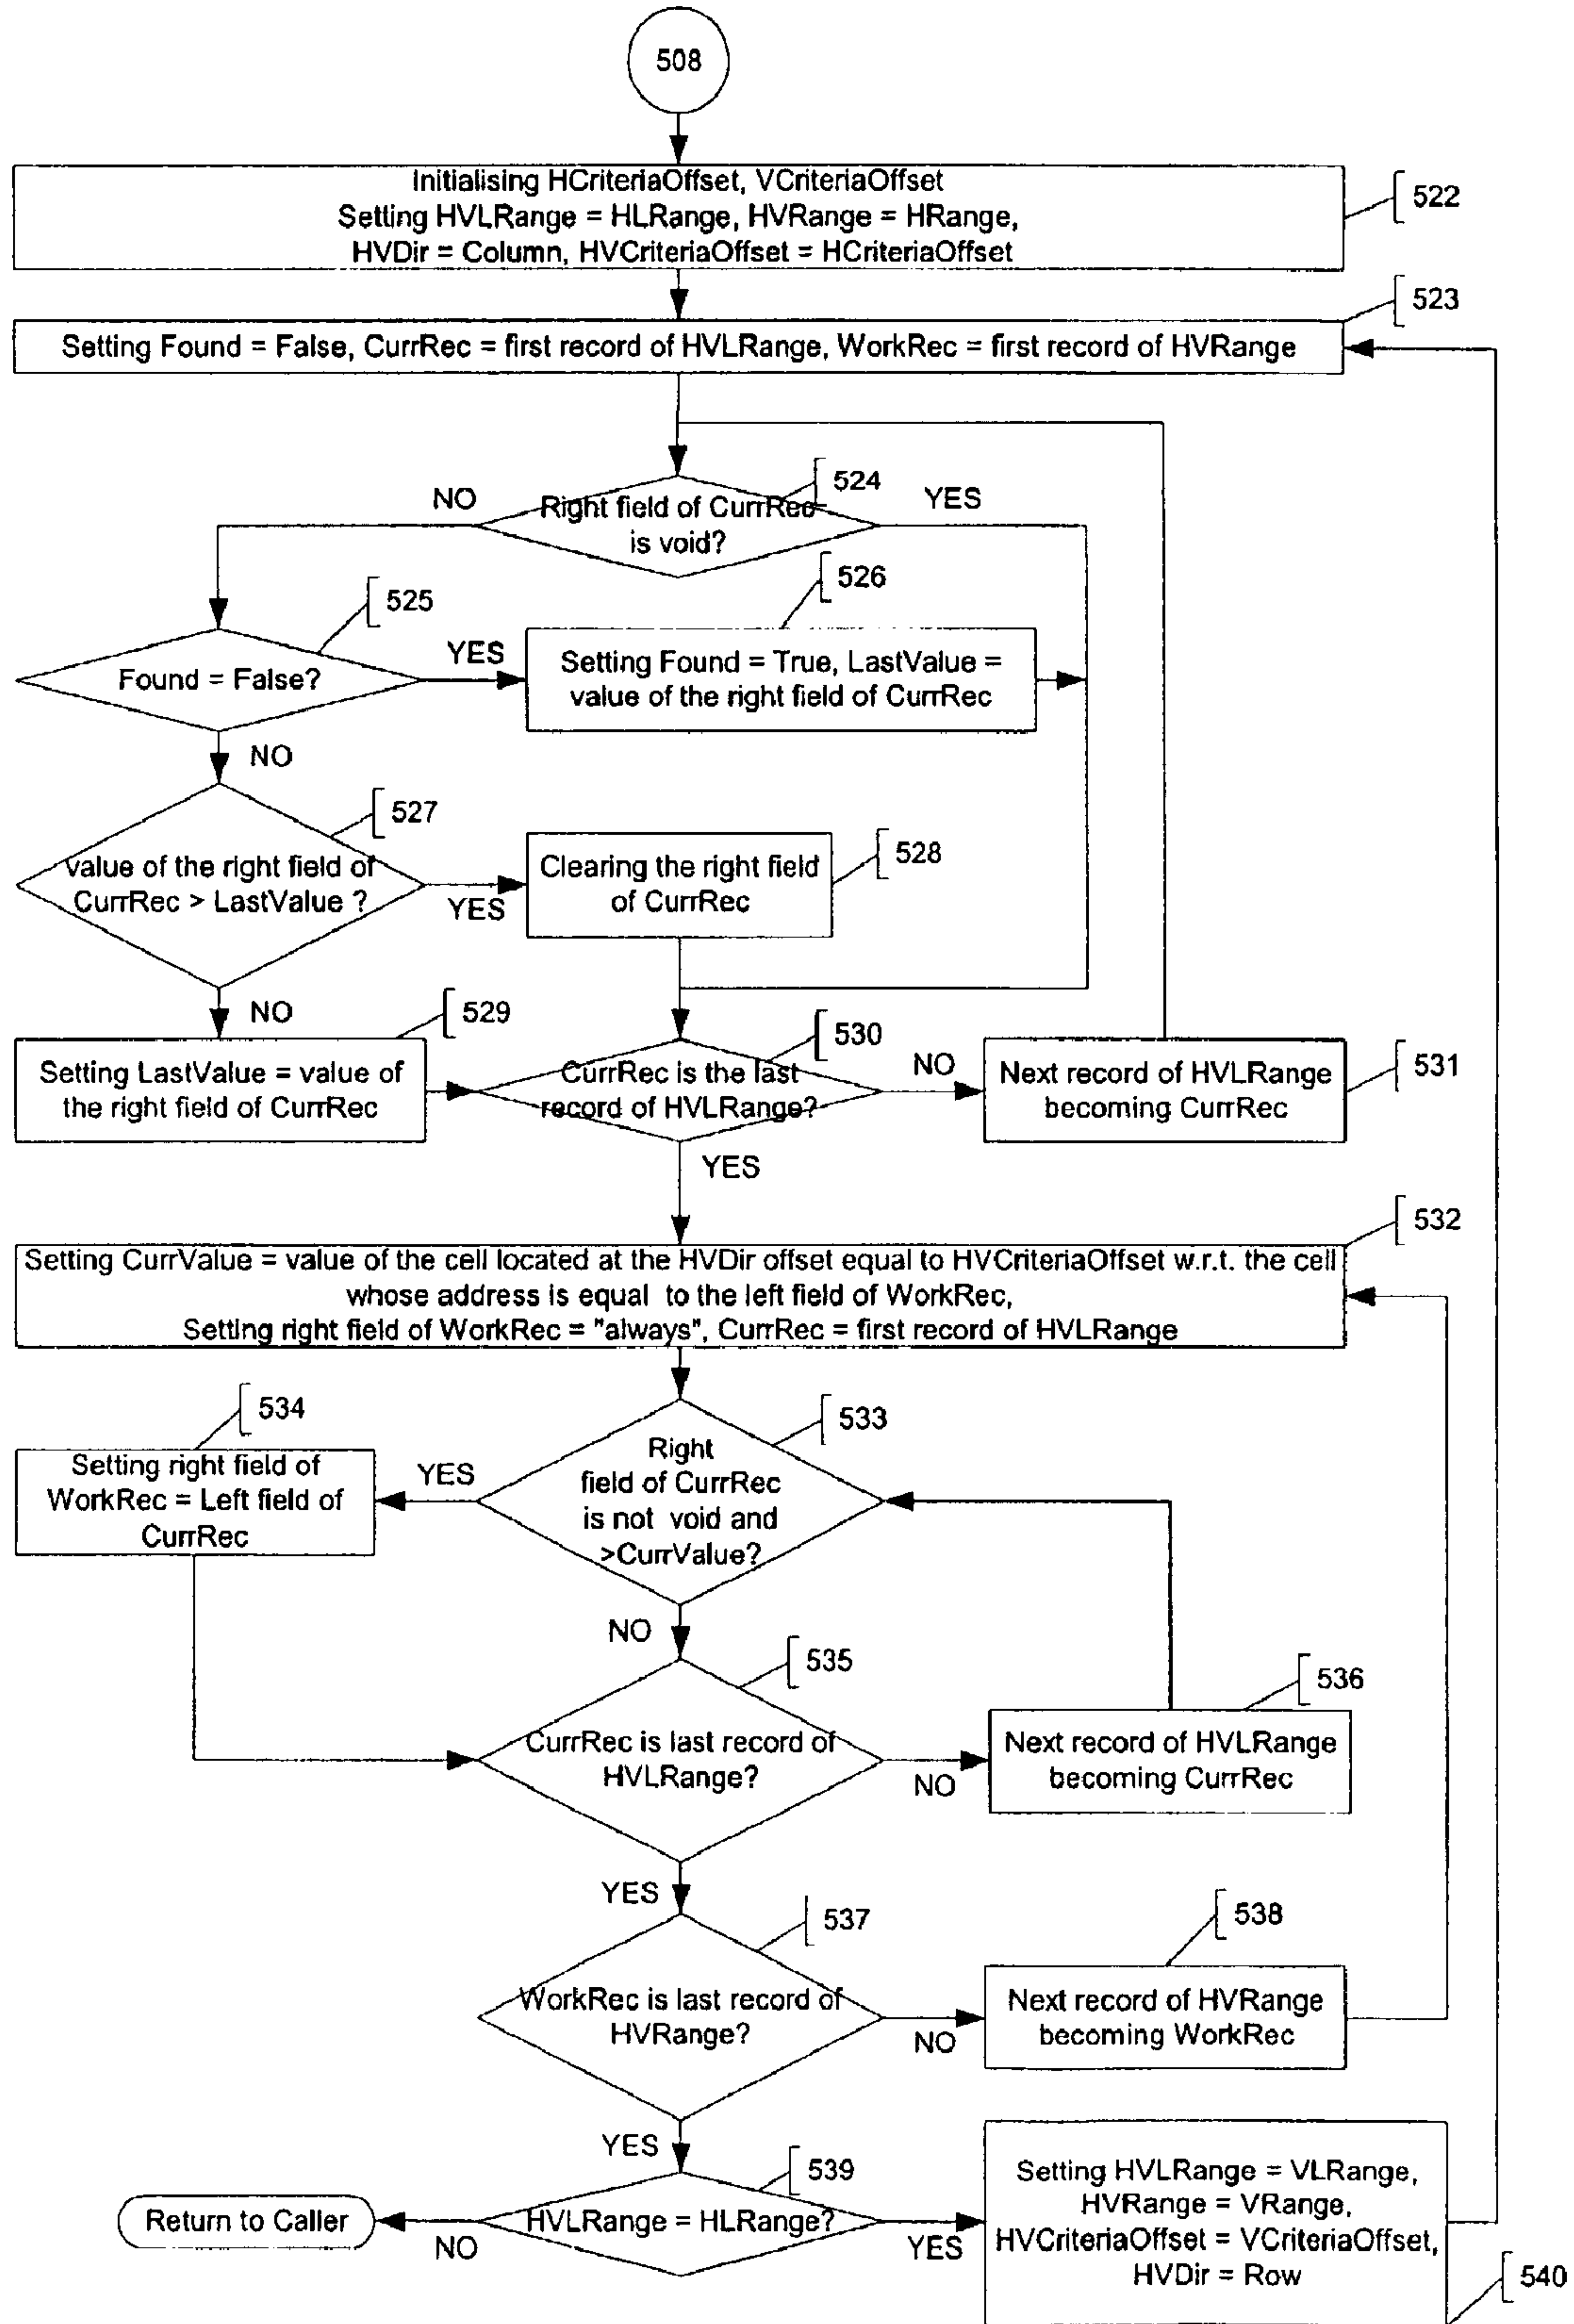 508
Initialising HCriteriaOffset, VCriteriaOffset
Setting HVLRange = HLRange, HVRange = HRange,
HVDir = Column, HVCriteriaOffset = HCriteriaOffset
522
523
Setting Found = False, CurrRec = first record of HVLRange, WorkRec = first record of HVRange
524
NO
YES
Right field of CurrRec
is void?
526
525
Found = False?
YES
Setting Found = True, LastValue =
value of the right field of CurrRec
NO
527
value of the right field of
CurrRec > LastValue ?
YES
Clearing the right field
of CurrRec
528
NO
529
530
Setting LastValue = value of
the right field of CurrRec
CurrRec is the last
record of HVLRange?
NO
Next record of HVLRange
becoming CurrRec
531
YES
532
Setting CurrValue = value of the cell located at the HVDir offset equal to HVCriteriaOffset w.r.t. the cell
whose address is equal to the left field of WorkRec,
Setting right field of WorkRec = "always", CurrRec = first record of HVLRange
534
533
Setting right field of
WorkRec = Left field of
CurrRec
YES
Right
field of CurrRec
is not void and
>CurrValue?
NO
535
536
CurrRec is last record of
HVLRange?
NO
Next record of HVLRange
becoming CurrRec
YES
537
538
WorkRec is last record of
HVRange?
NO
Next record of HVRange
becoming WorkRec
YES
539
Return to Caller
NO
HVLRange = HLRange?
YES
Setting HVLRange = VLRange,
HVRange = VRange,
HVCriteriaOffset = VCriteriaOffset,
HVDir = Row
540